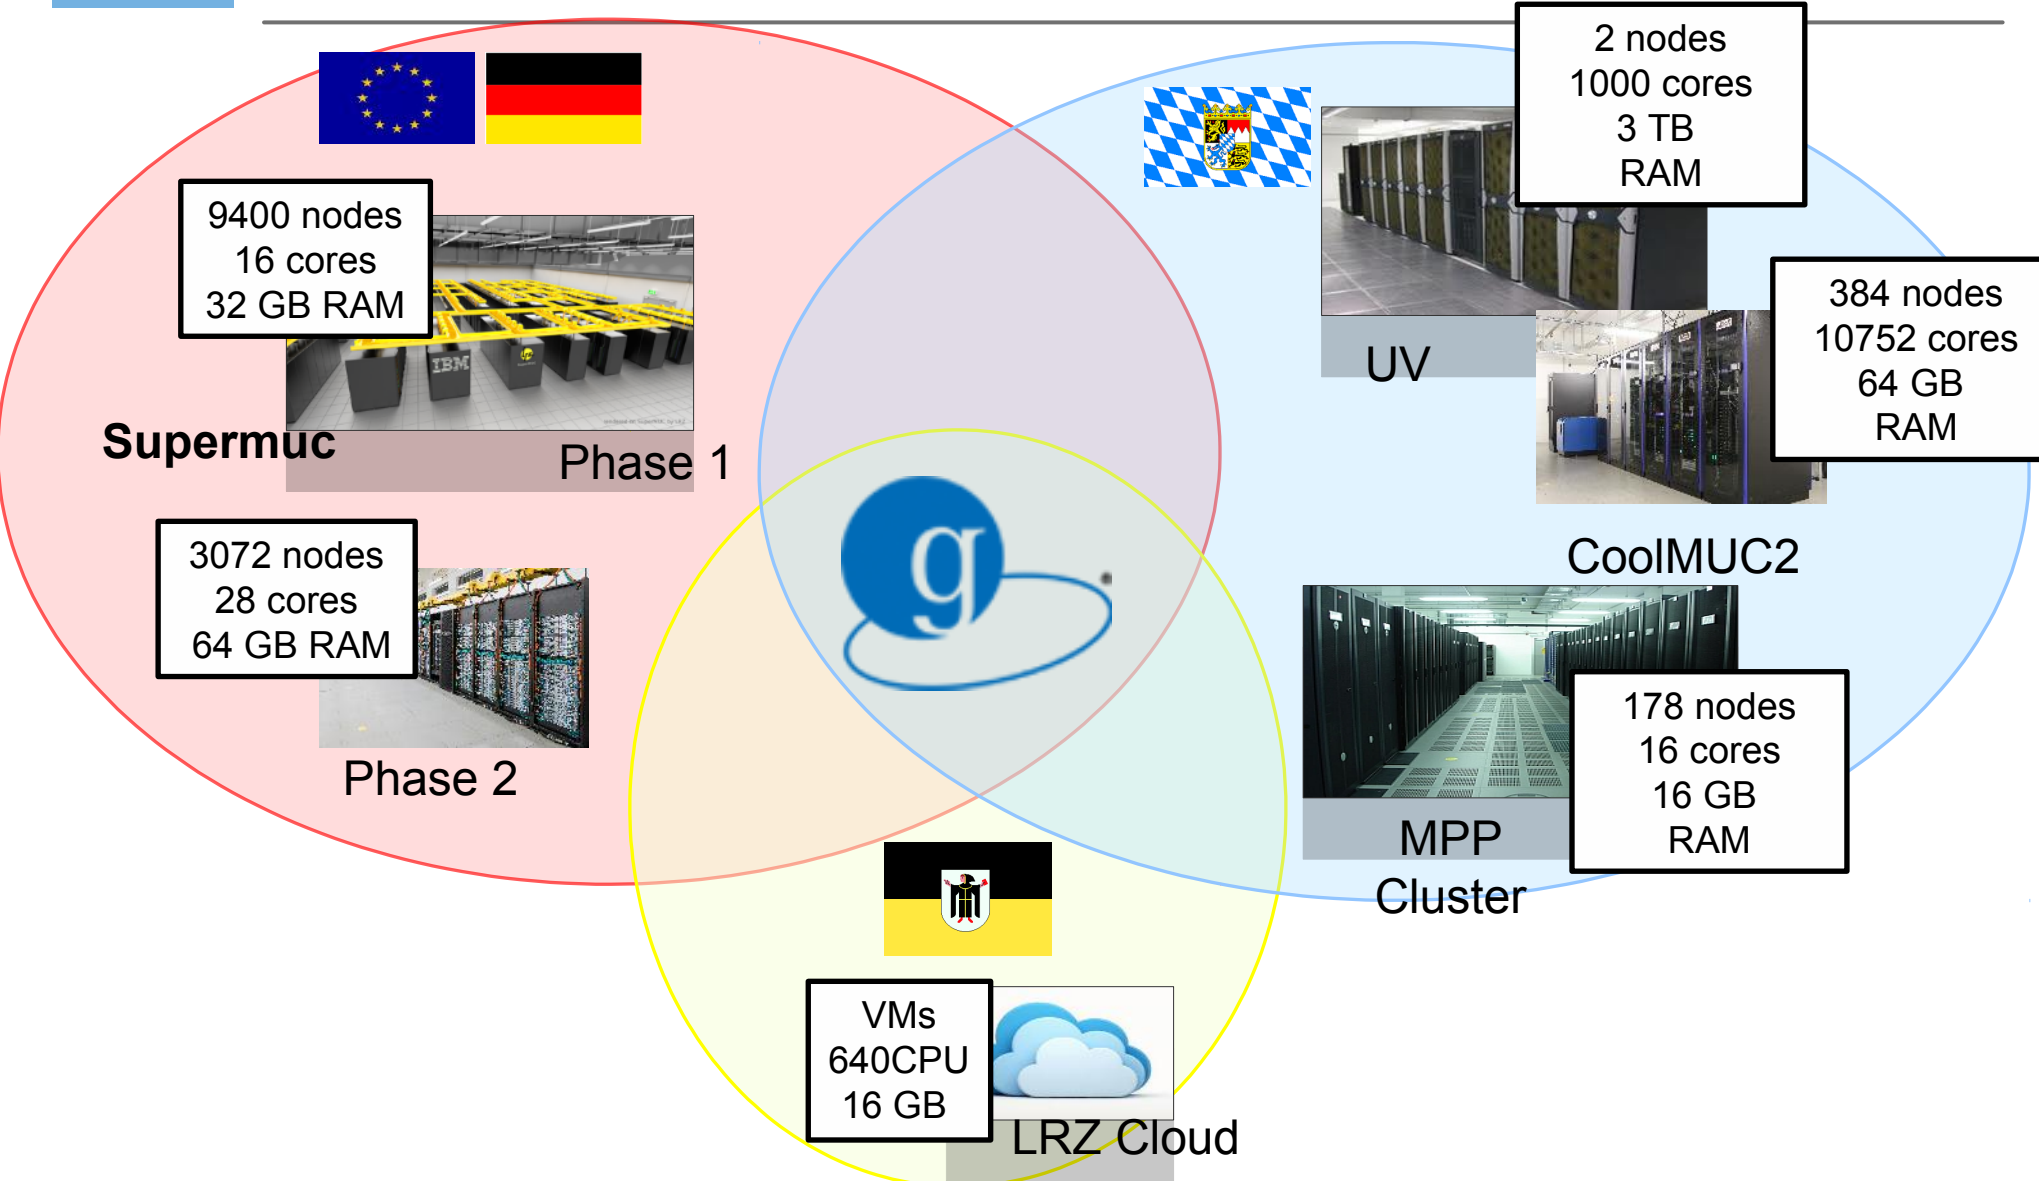 2 nodes
1000 cores
3 TB
RAM
9400 nodes
16 cores
32 GB RAM
IBM
Supermuc
Phase 1
UV
384 nodes
10752 cores
64 GB
RAM
CoolMUC2
3072 nodes
28 cores
64 GB RAM
Phase 2
g
178 nodes
16 cores
16 GB
RAM
MPP
Cluster
VMs
640CPU
16 GB
LRZ Cloud